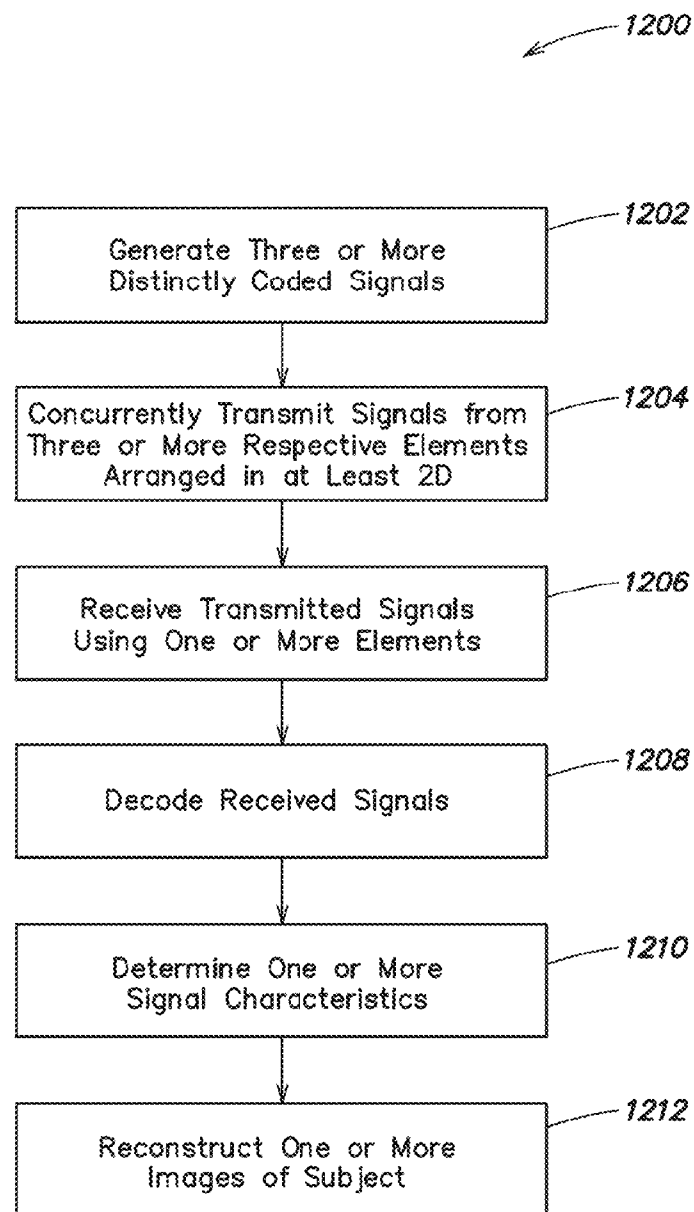 1200
1202
Generate Three or More
Distinctly Coded Signals
1204
Concurrently Transmit Signals from
Three or More Respective Elements
Arranged in at Least 2D
1206
Receive Transmitted Signals
Using One or More Elements
1208
Decode Received Signals
1210
Determine One or More
Signal Characteristics
1212
Reconstruct One or More
Images of Subject